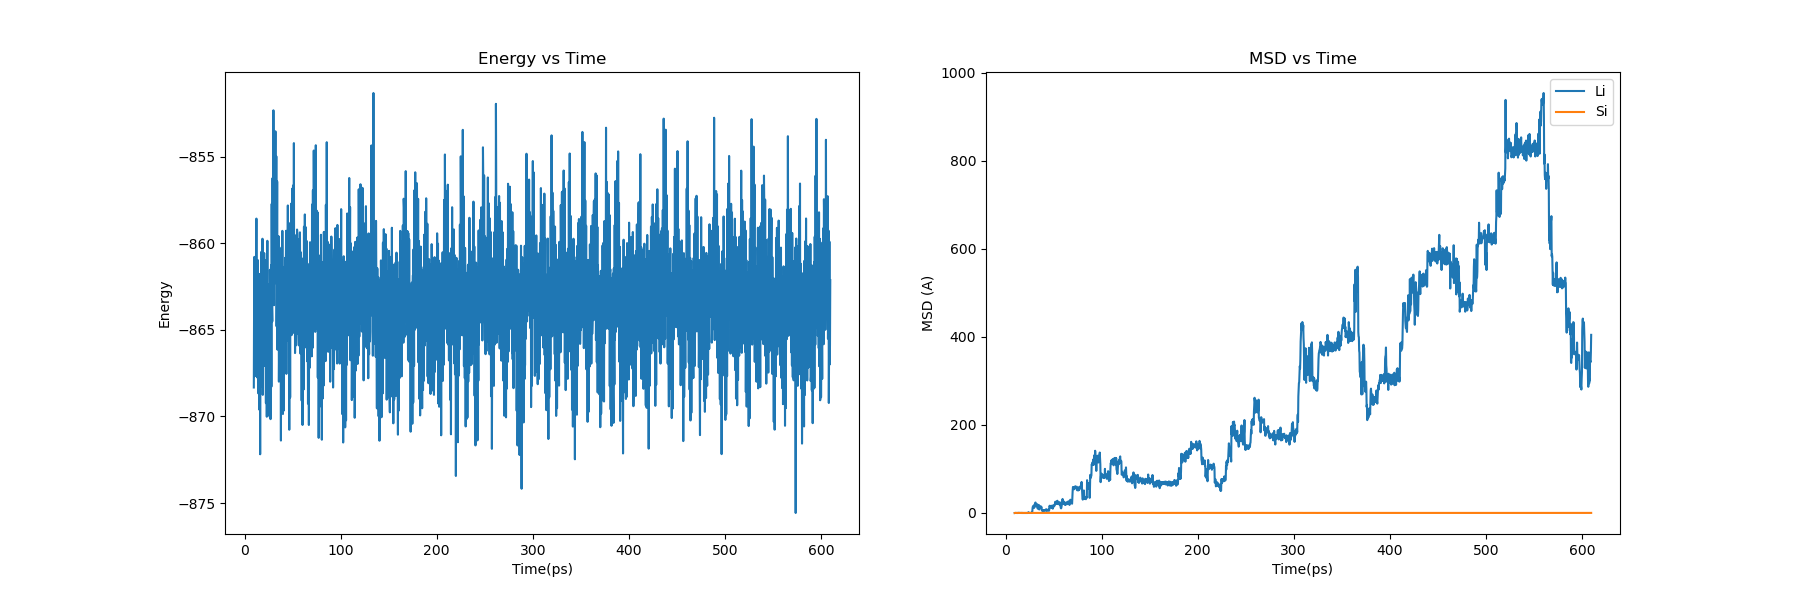 Energy vs Time
Energy
−855
−860
−865
−870
−875
0 100 200 300 400 500 600
Time(ps)
MSD vs Time
MSD (A)
1000
800
600
400
200
0
Li
Si
0 100 200 300 400 500 600
Time(ps)